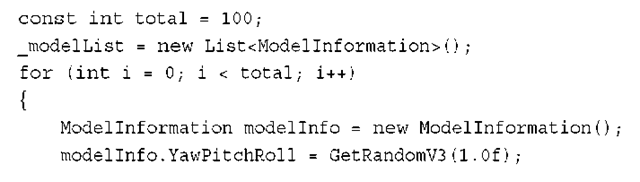 const int total = 100;
_modelList = new List<ModelInformation>();
for (int i = 0; i < total; i++)
{
    ModelInformation modelInfo = new ModelInformation();
    modelInfo.YawPitchRoll = GetRandomV3(1.0f);